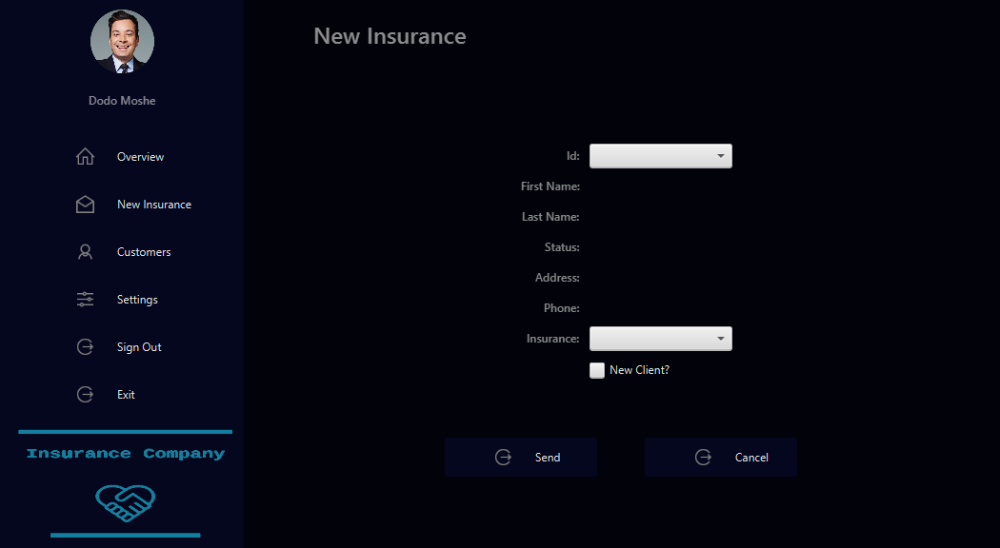 Dodo Moshe
Overview
New Insurance
Customers
Settings
Sign Out
Exit
Insurance Company
New Insurance
Id:
First Name:
Last Name:
Status:
Address:
Phone:
Insurance:
New Client?
Send
Cancel